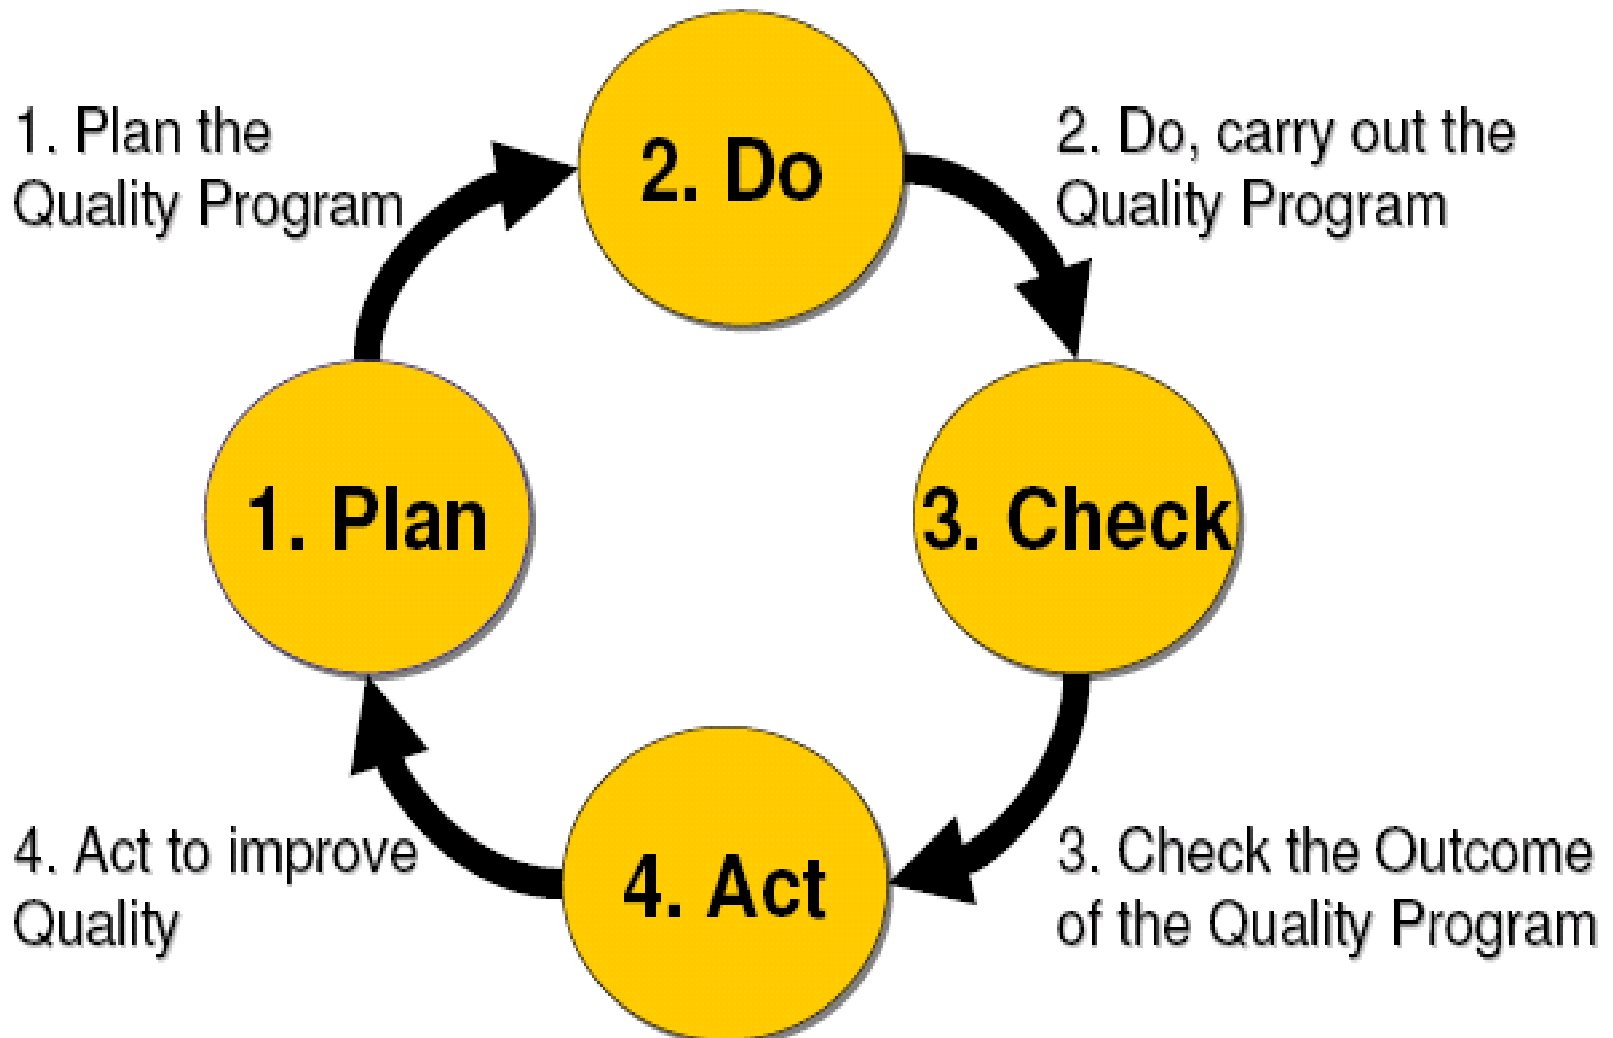 1. Plan the
Quality Program
2. Do
2. Do, carry out the
Quality Program
1. Plan
3. Check
4. Act to improve
Quality
4. Act
3. Check the Outcome
of the Quality Program